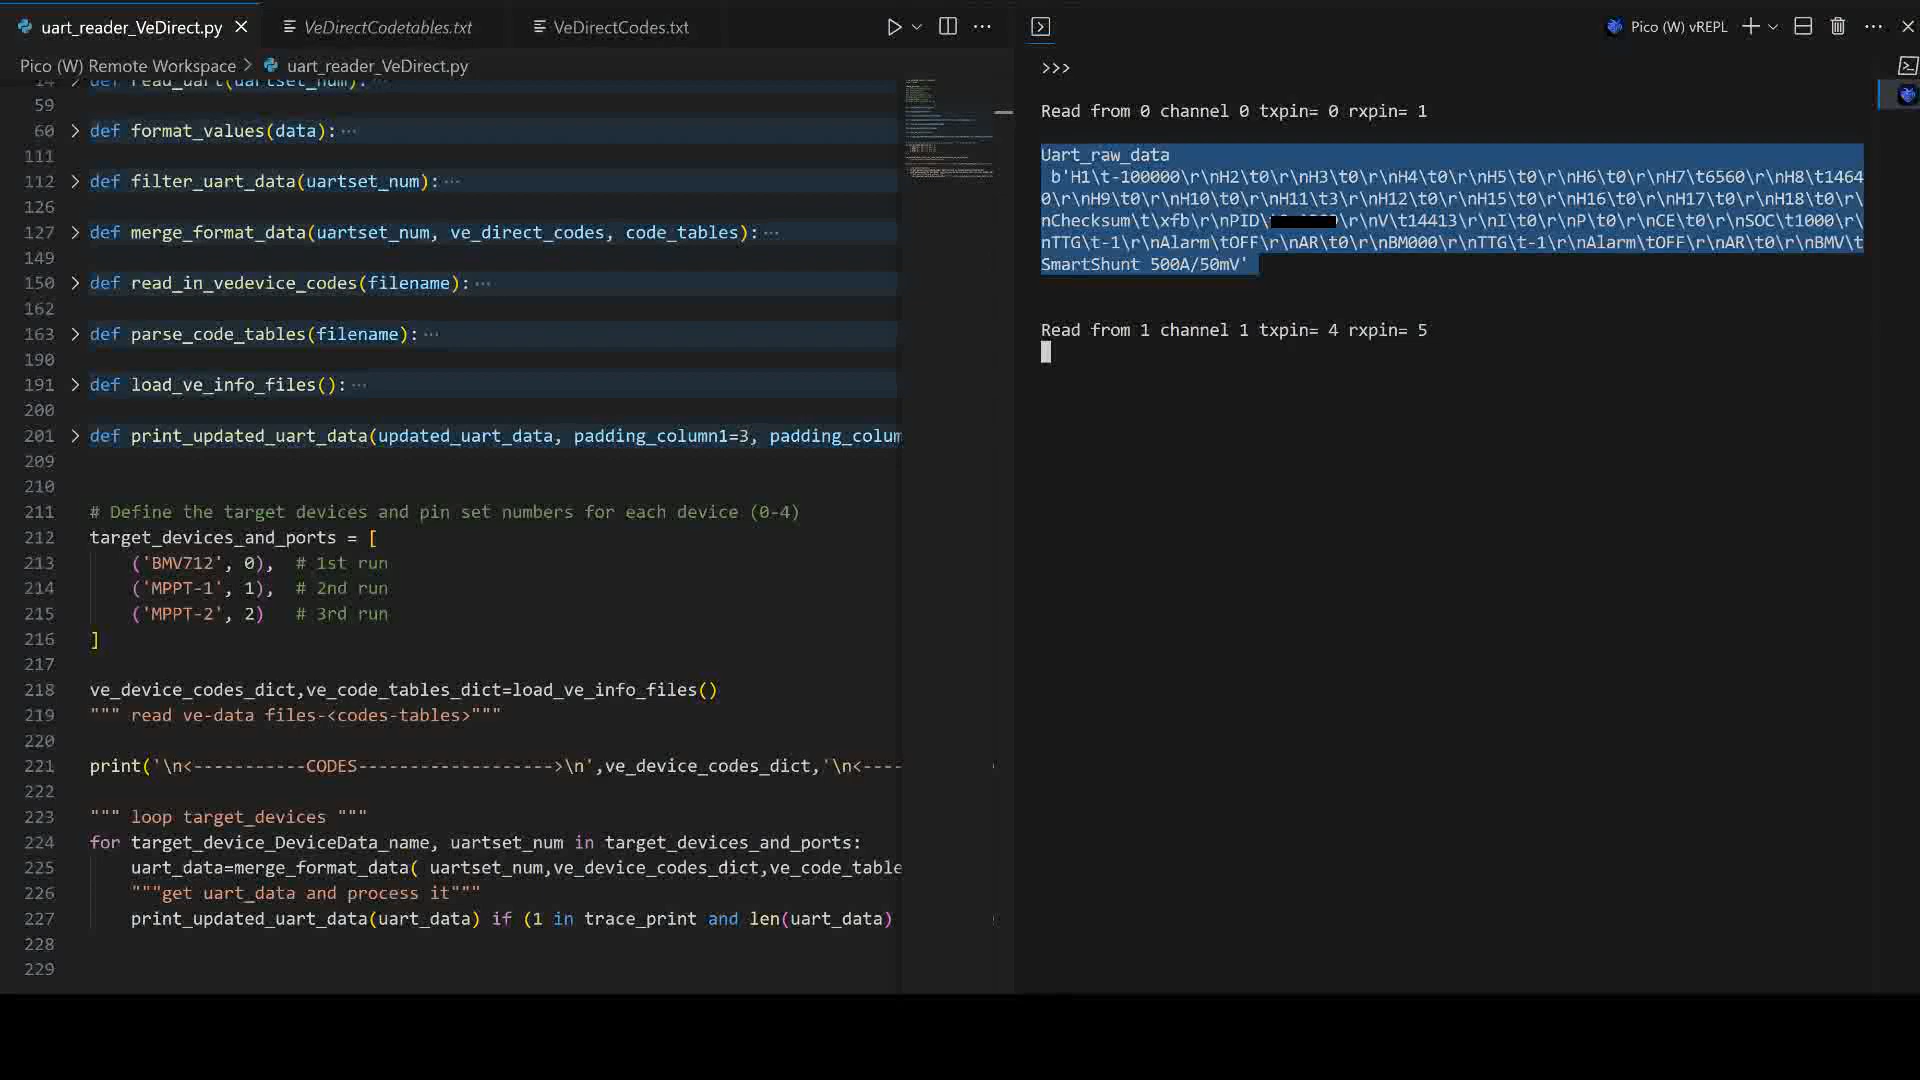 uart_reader_VeDirect.py
VeDirectCodetables.txt
VeDirectCodes.txt
Pico (W) Remote Workspace > uart_reader_VeDirect.py
14 def read_uart(uartset_num): ···
59
60 def format_values(data): ···
111
112 def filter_uart_data(uartset_num): ···
126
127 def merge_format_data(uartset_num, ve_direct_codes, code_tables): ···
149
150 def read_in_vedevice_codes(filename): ···
162
163 def parse_code_tables(filename): ···
190
191 def load_ve_info_files(): ···
200
201 def print_updated_uart_data(updated_uart_data, padding_column1=3, padding_colum
209
210
211 # Define the target devices and pin set numbers for each device (0-4)
212 target_devices_and_ports = [
213 ('BMV712', 0), # 1st run
214 ('MPPT-1', 1), # 2nd run
215 ('MPPT-2', 2) # 3rd run
216 ]
217
218 ve_device_codes_dict,ve_code_tables_dict=load_ve_info_files()
219 """ read ve-data files-<codes-tables>"""
220
221 print('\n<-----------CODES------------------->\n',ve_device_codes_dict,'\n<----
222
223 """ loop target_devices """
224 for target_device_DeviceData_name, uartset_num in target_devices_and_ports:
225 uart_data=merge_format_data( uartset_num,ve_device_codes_dict,ve_code_table
226 """get uart_data and process it"""
227 print_updated_uart_data(uart_data) if (1 in trace_print and len(uart_data)
228
229
Pico (W) vREPL
>>>
Read from 0 channel 0 txpin= 0 rxpin= 1
Uart_raw_data
b'H1\t-100000\r\nH2\t0\r\nH3\t0\r\nH4\t0\r\nH5\t0\r\nH6\t0\r\nH7\t6560\r\nH8\t1464
0\r\nH9\t0\r\nH10\t0\r\nH11\t3\r\nH12\t0\r\nH15\t0\r\nH16\t0\r\nH17\t0\r\nH18\t0\r\
nChecksum\t\xfb\r\nPID\ \r\nV\t14413\r\nI\t0\r\nP\t0\r\nCE\t0\r\nSOC\t1000\r\
nTTG\t-1\r\nAlarm\tOFF\r\nAR\t0\r\nBM000\r\nTTG\t-1\r\nAlarm\tOFF\r\nAR\t0\r\nBMV\t
SmartShunt 500A/50mV'
Read from 1 channel 1 txpin= 4 rxpin= 5